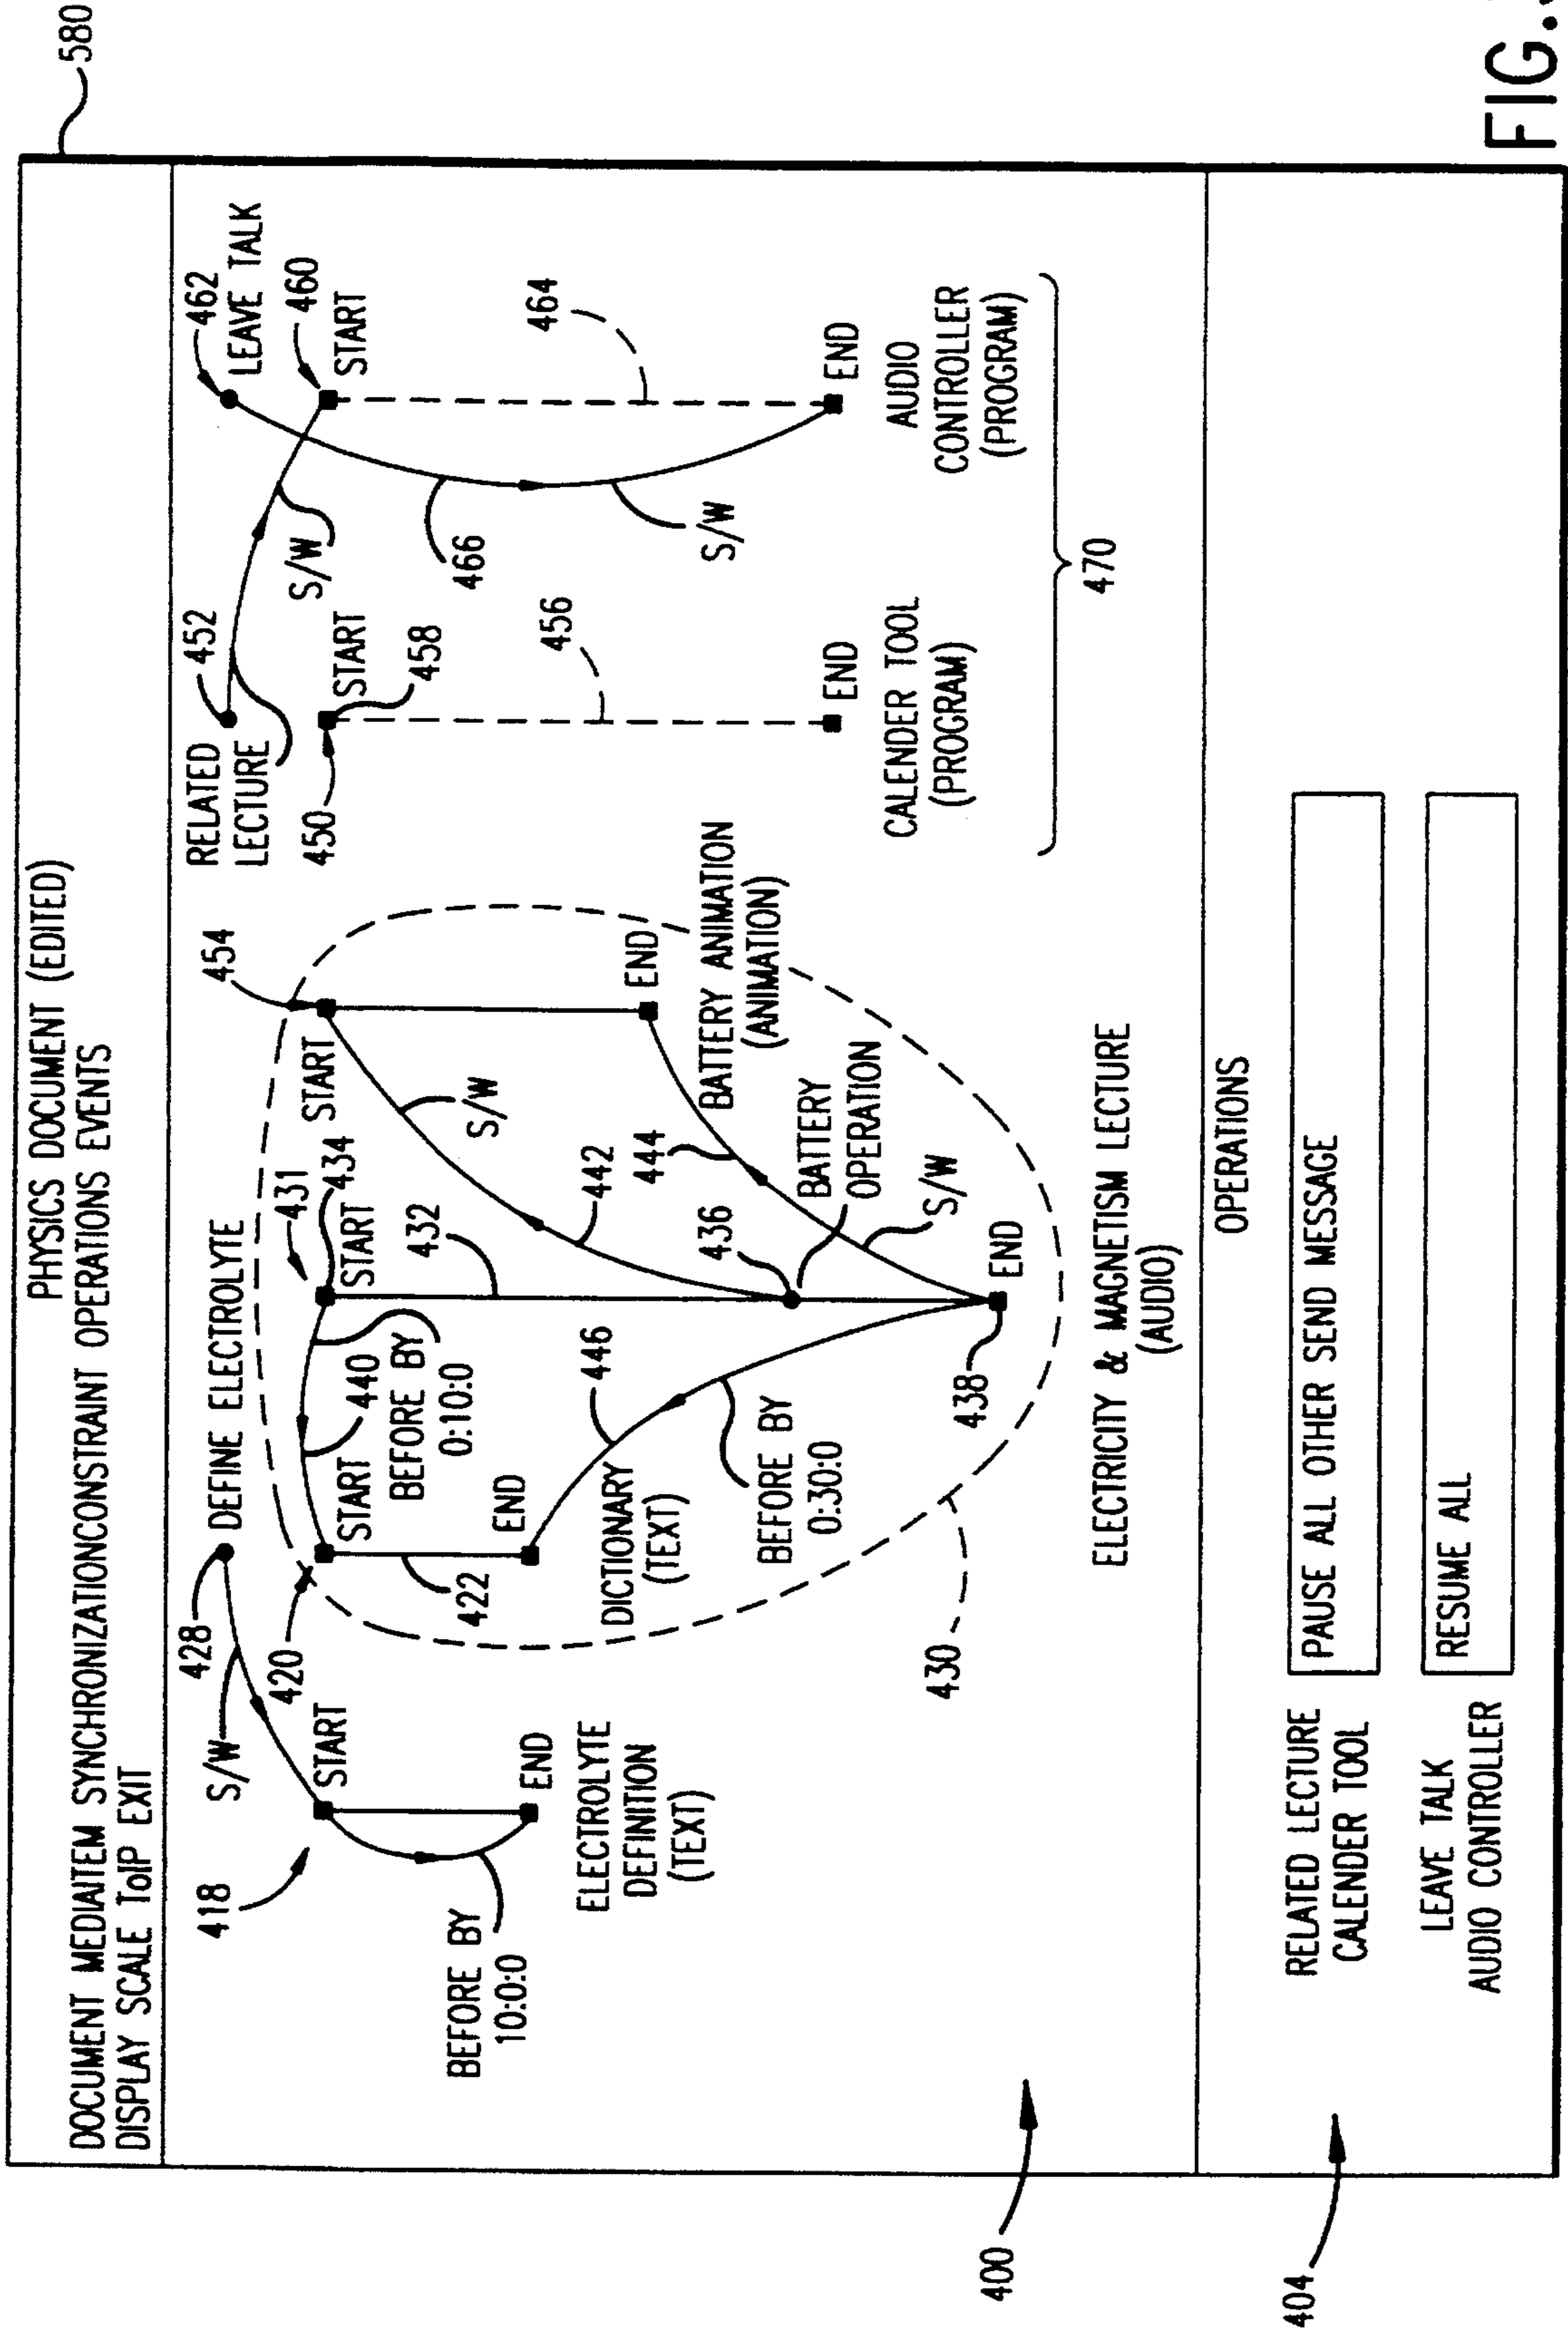 580
PHYSICS DOCUMENT (EDITED)
DOCUMENT MEDIAITEM SYNCHRONIZATIONCONSTRAINT OPERATIONS EVENTS
DISPLAY SCALE ToIP EXIT
428
DEFINE ELECTROLYTE
454
RELATED
LECTURE
452
462
LEAVE TALK
S/W
420
START
START
440
431
434
START
START
450
START
458
S/W
460
START
418
BEFORE BY
10:0:0
422
BEFORE BY
0:10:0
432
442
S/W
456
466
464
END
ELECTROLYTE
DEFINITION
(TEXT)
END
DICTIONARY
(TEXT)
446
444
END
BATTERY ANIMATION
(ANIMATION)
S/W
BEFORE BY
0:30:0
436
BATTERY
OPERATION
S/W
END
END
430
438
END
CALENDER TOOL
(PROGRAM)
AUDIO
CONTROLLER
(PROGRAM)
470
ELECTRICITY & MAGNETISM LECTURE
(AUDIO)
400
OPERATIONS
404
RELATED LECTURE
CALENDER TOOL
PAUSE ALL OTHER SEND MESSAGE
LEAVE TALK
AUDIO CONTROLLER
RESUME ALL
FIG.